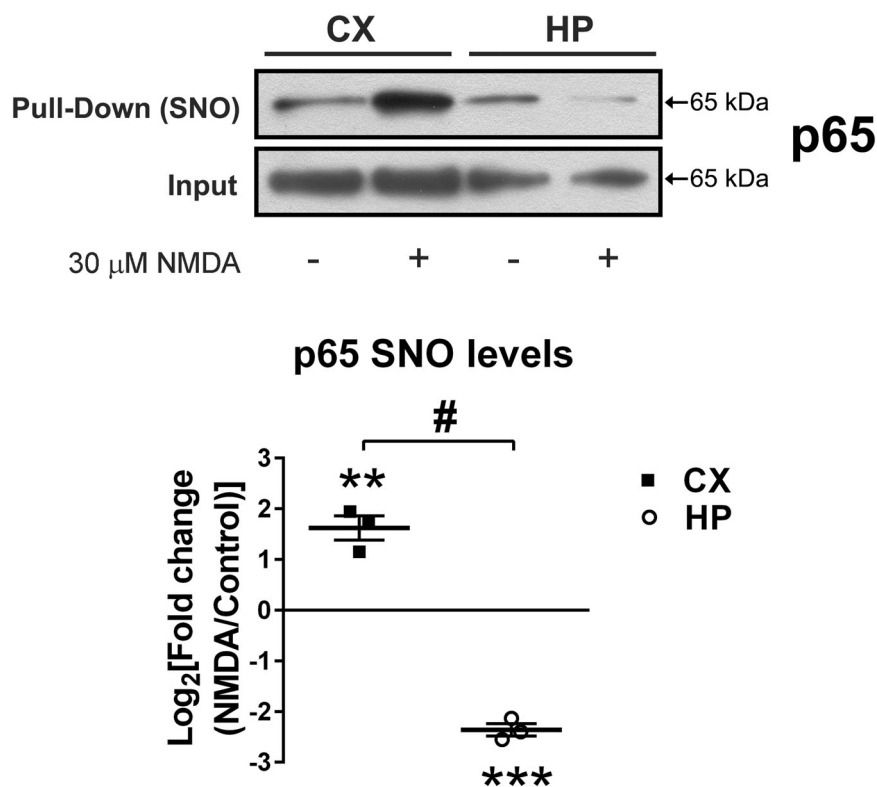 CX HP
Pull-Down (SNO) ←65 kDa
p65
Input ←65 kDa
30 μM NMDA - + - +
p65 SNO levels
#
3
** 
2
1
0
-1
-2
-3
***
Log2[Fold change
(NMDA/Control)]
CX
HP